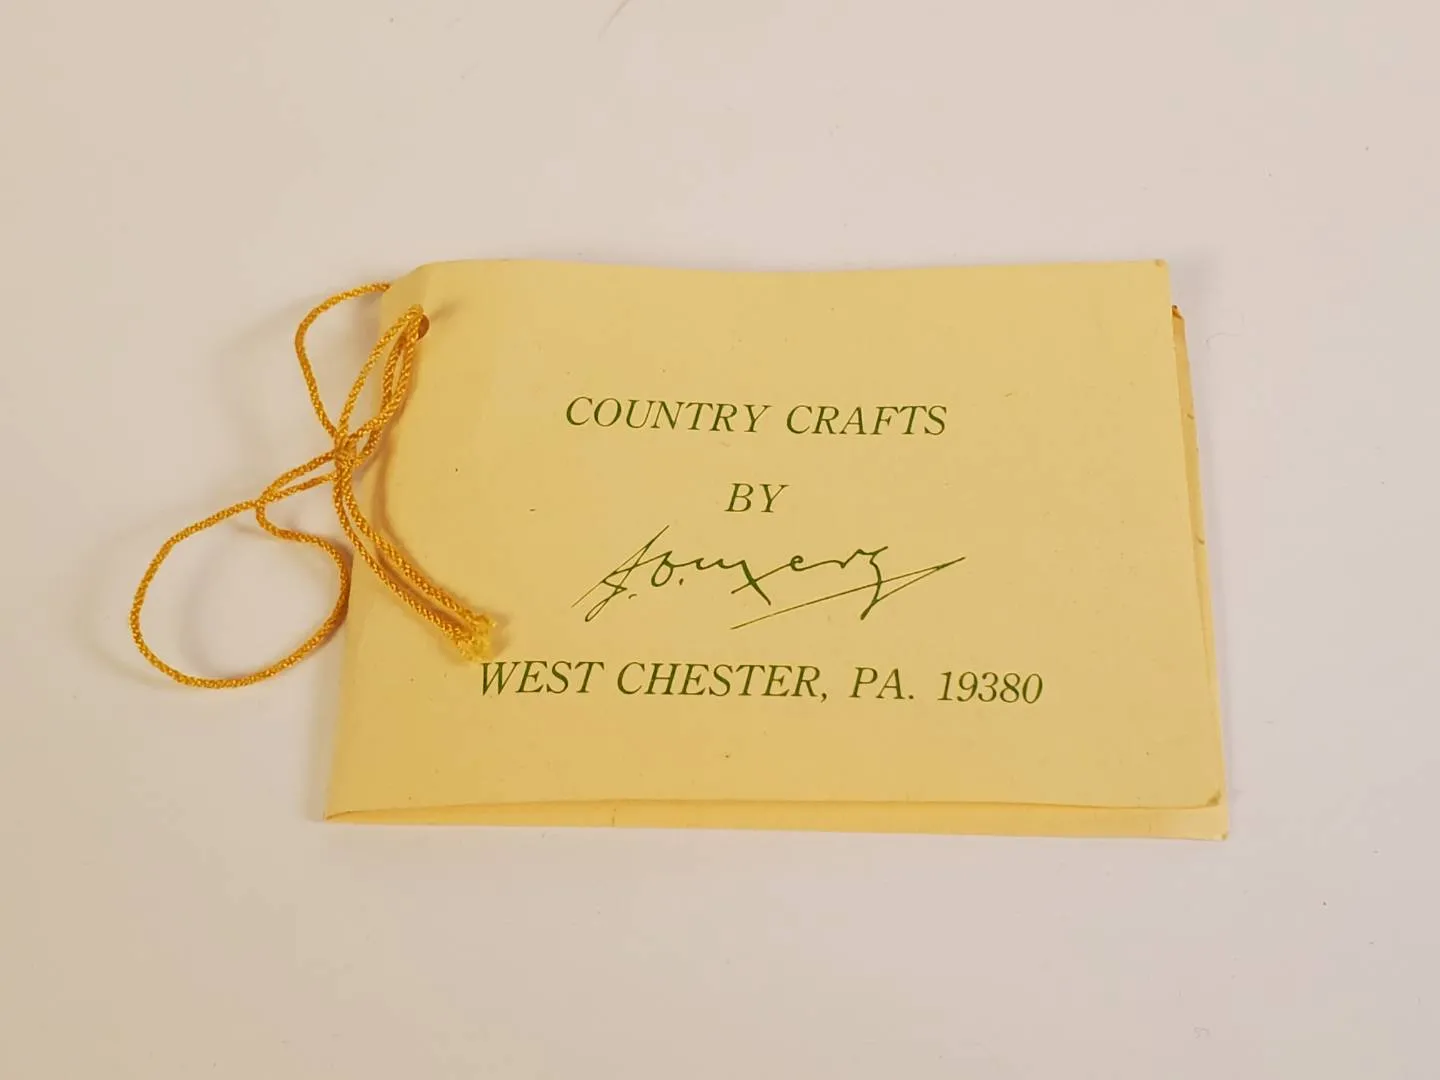 COUNTRY CRAFTS
BY
WEST CHESTER, PA. 19380